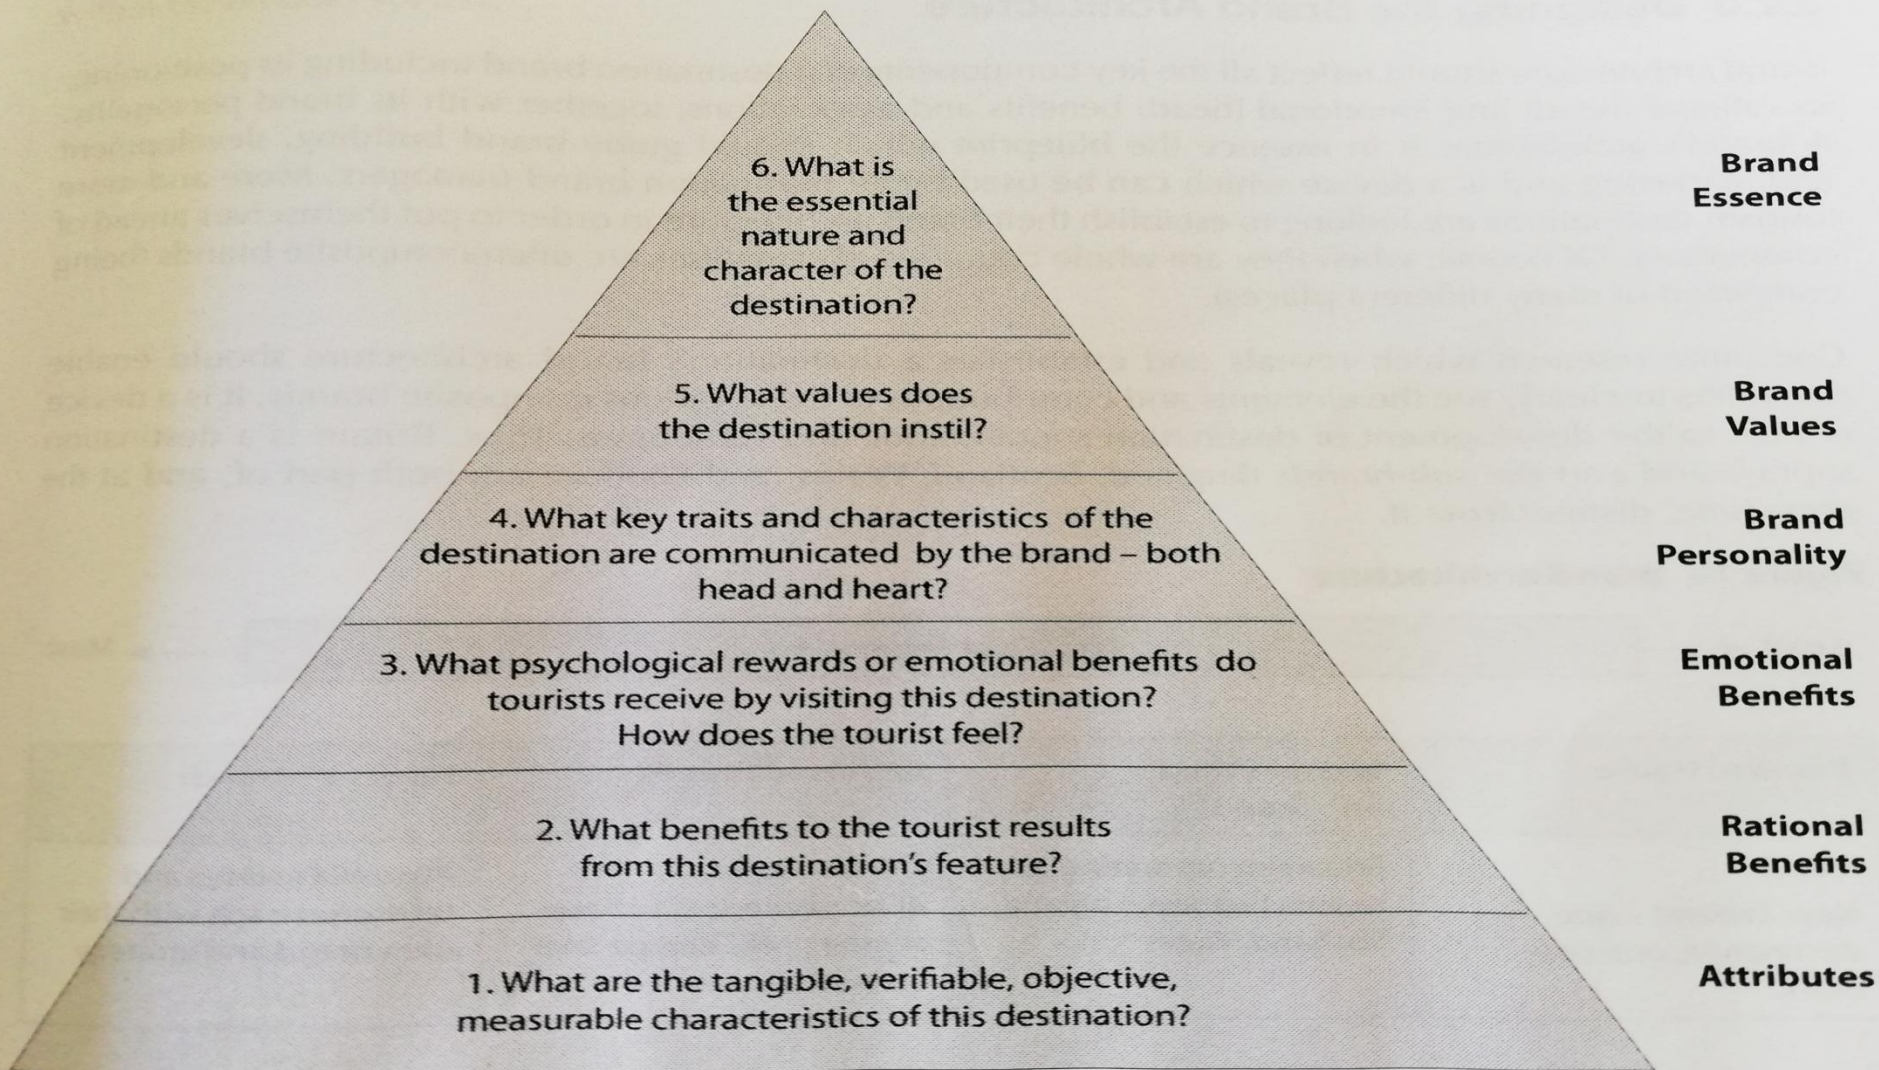 6. What is
the essential
nature and
character of the
destination?
Brand
Essence
5. What values does
the destination instil?
Brand
Values
4. What key traits and characteristics of the
destination are communicated by the brand – both
head and heart?
Brand
Personality
3. What psychological rewards or emotional benefits do
tourists receive by visiting this destination?
How does the tourist feel?
Emotional
Benefits
2. What benefits to the tourist results
from this destination's feature?
Rational
Benefits
1. What are the tangible, verifiable, objective,
measurable characteristics of this destination?
Attributes